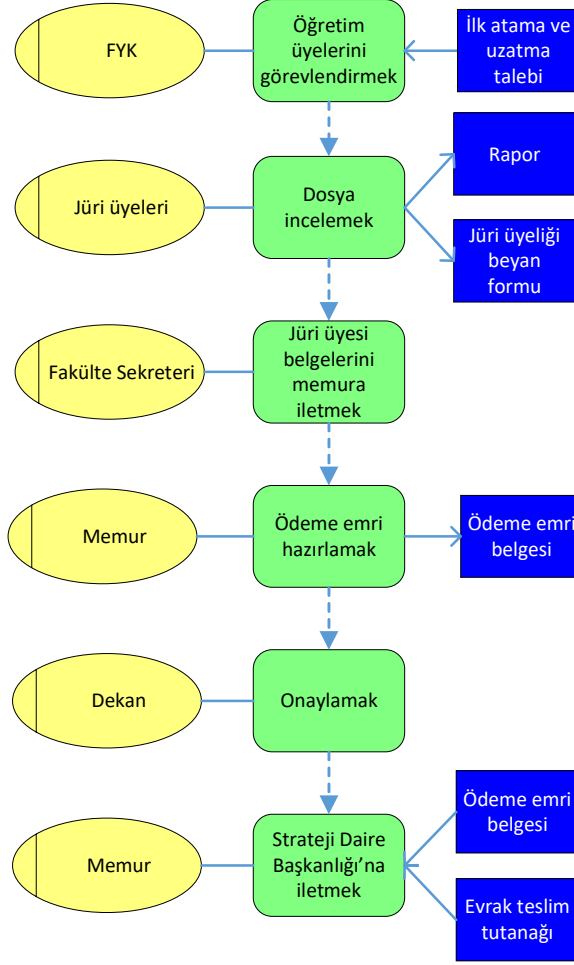 FYK
Öğretim
üyelerini
görevlendirmek
İlk atama ve
uzatma
talebi
Jüri üyeleri
Dosya
incelemek
Rapor
Jüri üyeliği
beyan
formu
Fakülte Sekreteri
Jüri üyesi
belgelerini
memura
iletmek
Memur
Ödeme emri
hazırlamak
Ödeme emri
belgesi
Dekan
Onaylamak
Memur
Strateji Daire
Başkanlığı’na
iletmek
Ödeme emri
belgesi
Evrak teslim
tutanağı